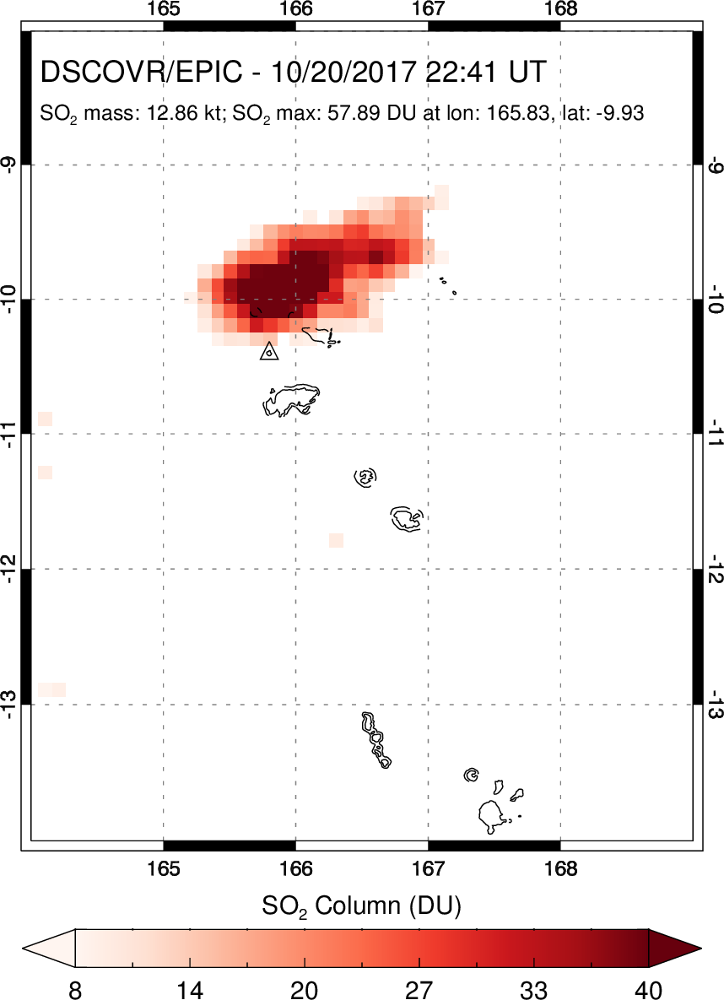 165 166 167 168
DSCOVR/EPIC - 10/20/2017 22:41 UT
SO₂ mass: 12.86 kt; SO₂ max: 57.89 DU at lon: 165.83, lat: -9.93
-9 -9
-10 -10
-11 -11
-12 -12
-13 -13
165 166 167 168
SO₂ Column (DU)
8 14 20 27 33 40